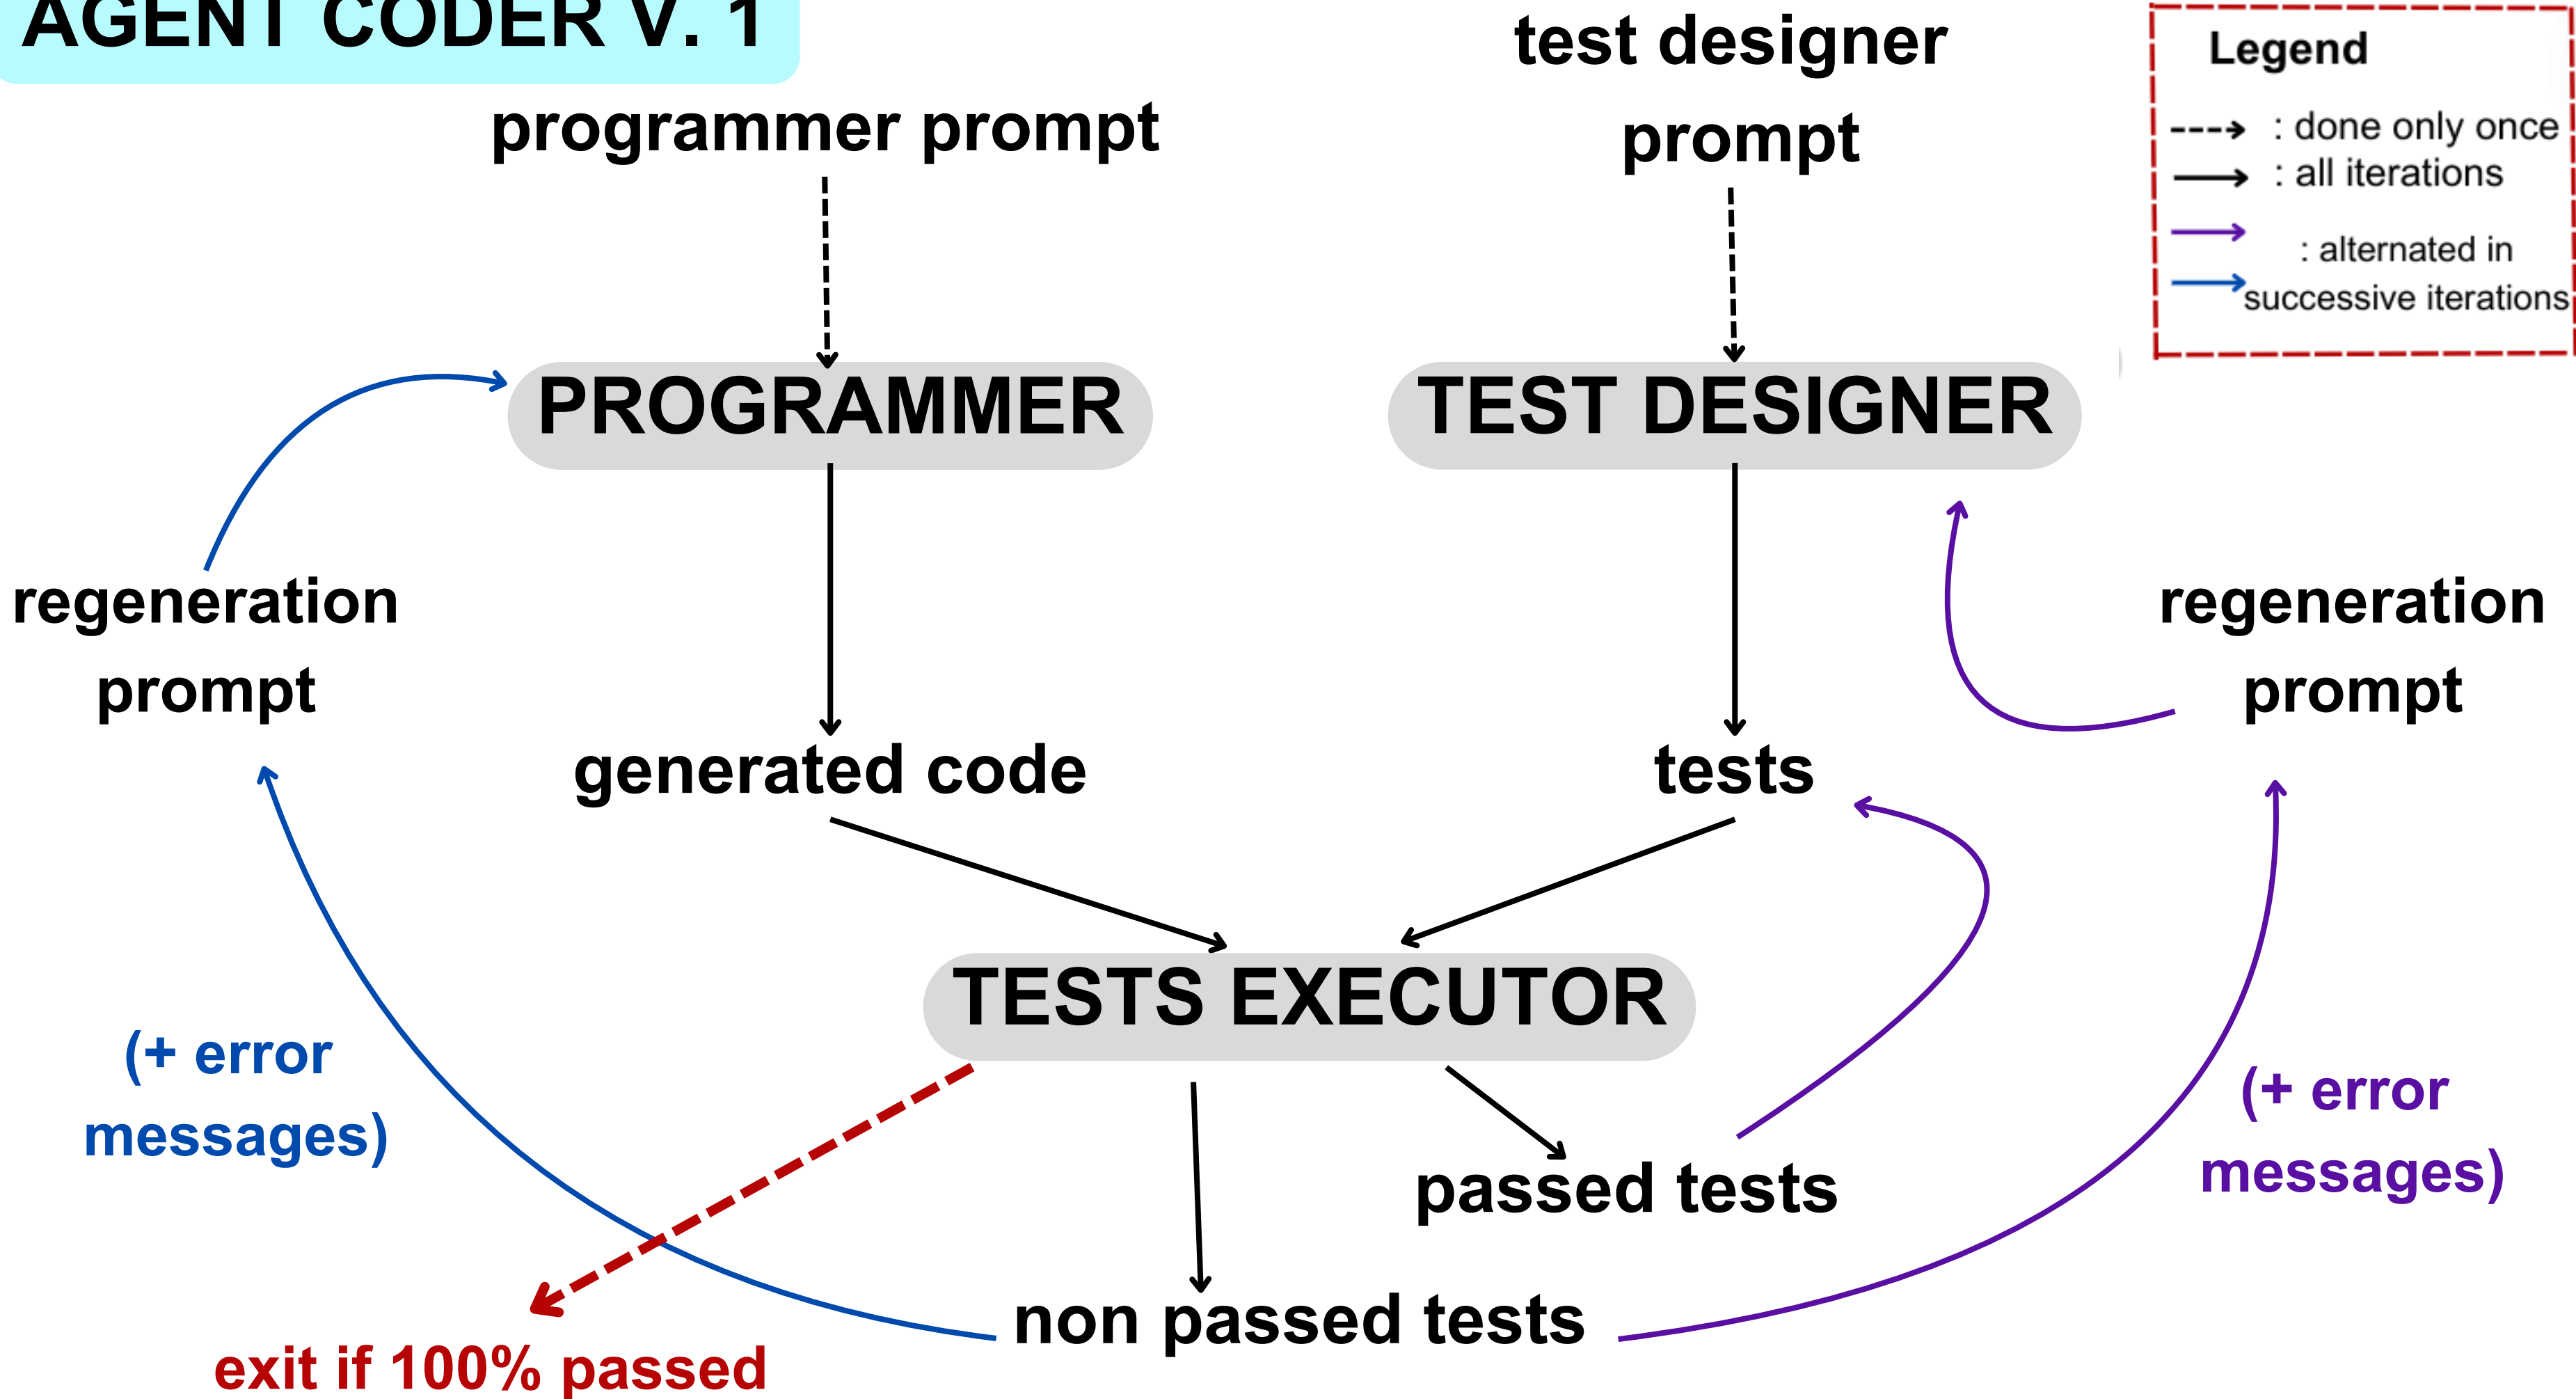 AGENT CODER V. 1
test designer
prompt
programmer prompt
Legend
: done only once
: all iterations
: alternated in
successive iterations
PROGRAMMER
TEST DESIGNER
regeneration
prompt
regeneration
prompt
generated code
tests
TESTS EXECUTOR
(+ error
messages)
(+ error
messages)
passed tests
non passed tests
exit if 100% passed